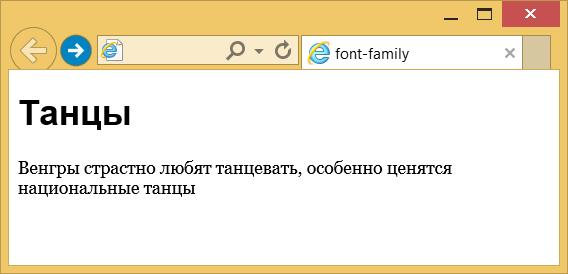 font-family
Танцы
Венгры страстно любят танцевать, особенно ценятся
национальные танцы